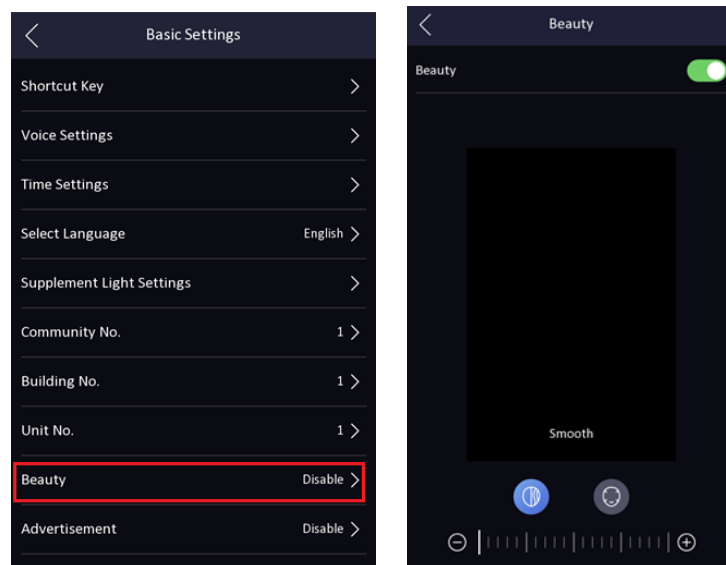 Basic Settings
Shortcut Key
Voice Settings
Time Settings
Select Language English
Supplement Light Settings
Community No. 1
Building No. 1
Unit No. 1
Beauty Disable
Advertisement Disable
Beauty
Beauty
Smooth